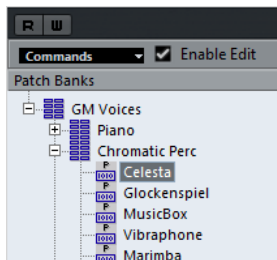 R W
Commands Enable Edit
Patch Banks
GM Voices
Piano
Chromatic Perc
P Celesta
P Glockenspiel
P MusicBox
P Vibraphone
P Marimba